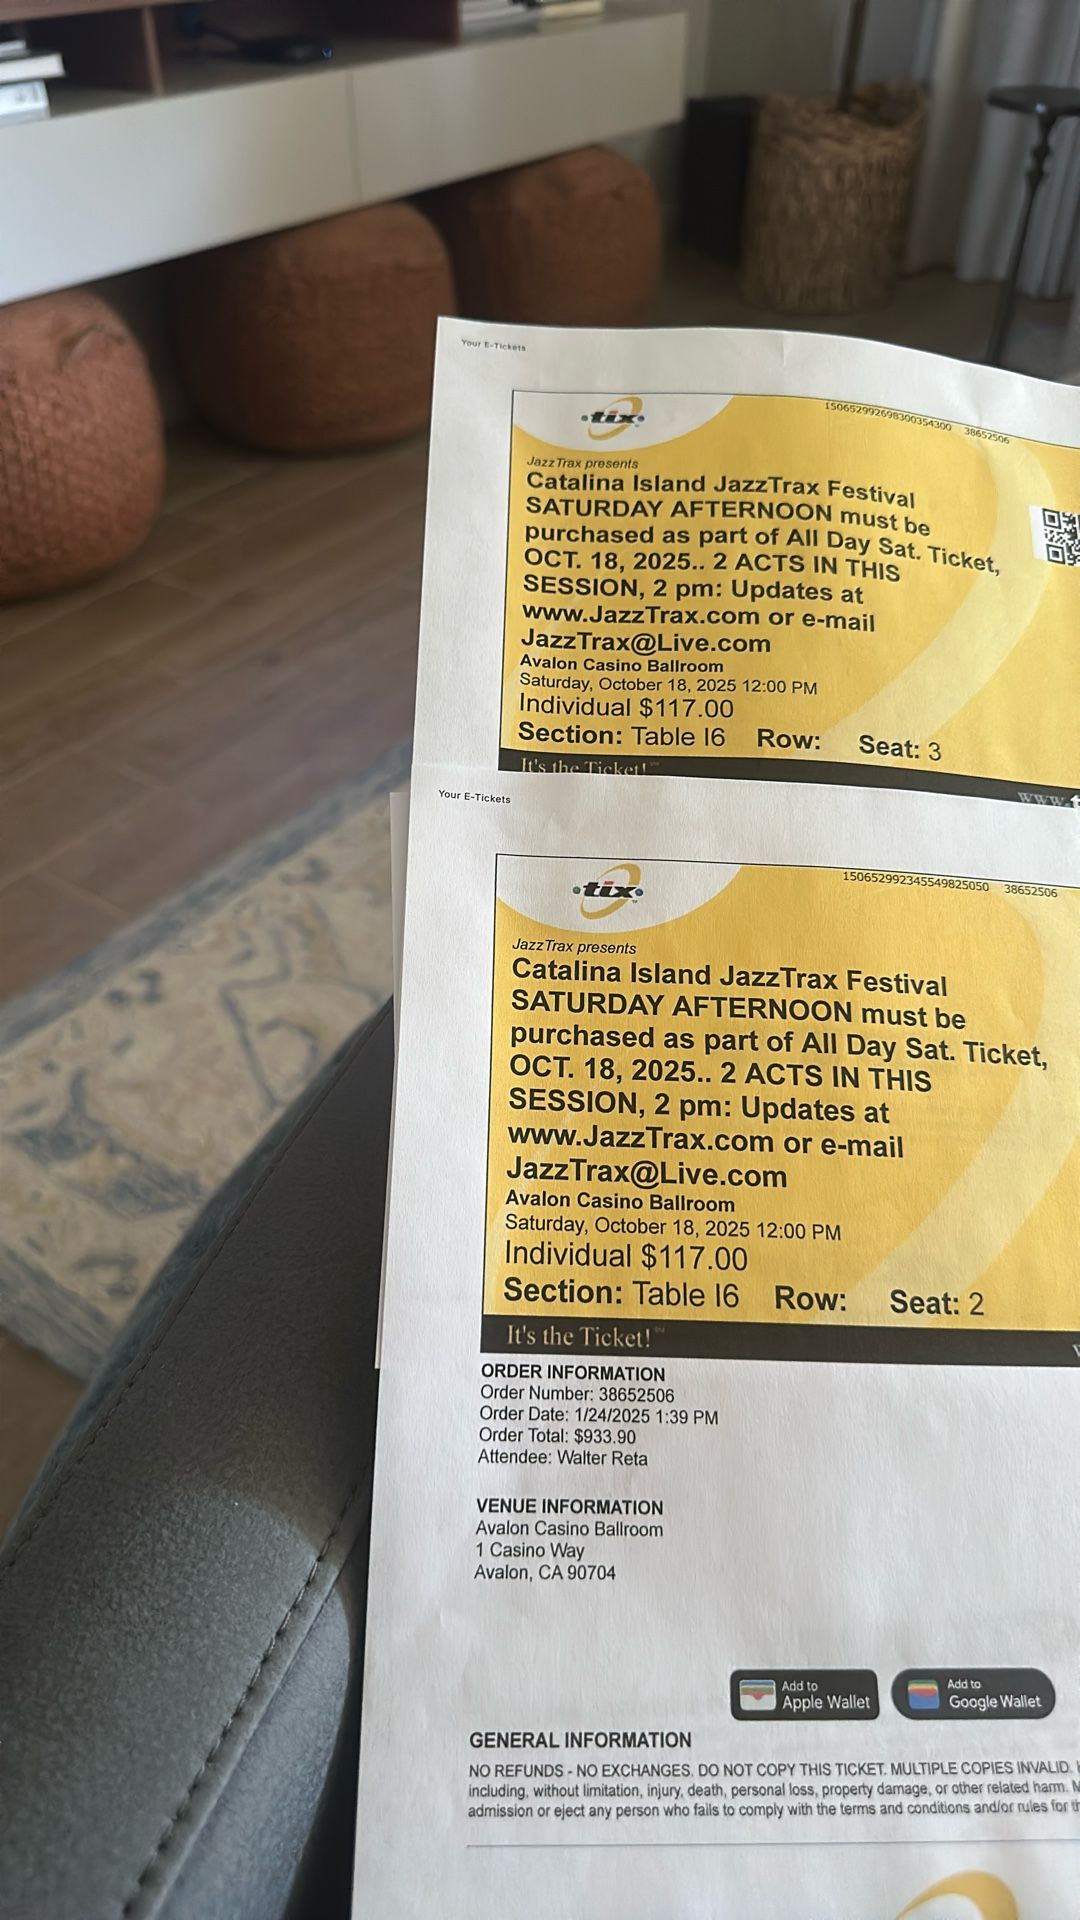 Your E-Tickets
tix
150652992698300354300 38652506
JazzTrax presents
Catalina Island JazzTrax Festival
SATURDAY AFTERNOON must be
purchased as part of All Day Sat. Ticket,
OCT. 18, 2025.. 2 ACTS IN THIS
SESSION, 2 pm: Updates at
www.JazzTrax.com or e-mail
JazzTrax@Live.com
Avalon Casino Ballroom
Saturday, October 18, 2025 12:00 PM
Individual $117.00
Section: Table I6 Row: Seat: 3
It's the Ticket!
www.t
Your E-Tickets
tix
150652992345549825050 38652506
JazzTrax presents
Catalina Island JazzTrax Festival
SATURDAY AFTERNOON must be
purchased as part of All Day Sat. Ticket,
OCT. 18, 2025.. 2 ACTS IN THIS
SESSION, 2 pm: Updates at
www.JazzTrax.com or e-mail
JazzTrax@Live.com
Avalon Casino Ballroom
Saturday, October 18, 2025 12:00 PM
Individual $117.00
Section: Table I6 Row: Seat: 2
It's the Ticket!™
ORDER INFORMATION
Order Number: 38652506
Order Date: 1/24/2025 1:39 PM
Order Total: $933.90
Attendee: Walter Reta
VENUE INFORMATION
Avalon Casino Ballroom
1 Casino Way
Avalon, CA 90704
Add to Apple Wallet
Add to Google Wallet
GENERAL INFORMATION
NO REFUNDS - NO EXCHANGES. DO NOT COPY THIS TICKET. MULTIPLE COPIES INVALID.
including, without limitation, injury, death, personal loss, property damage, or other related harm.
admission or eject any person who fails to comply with the terms and conditions and/or rules for